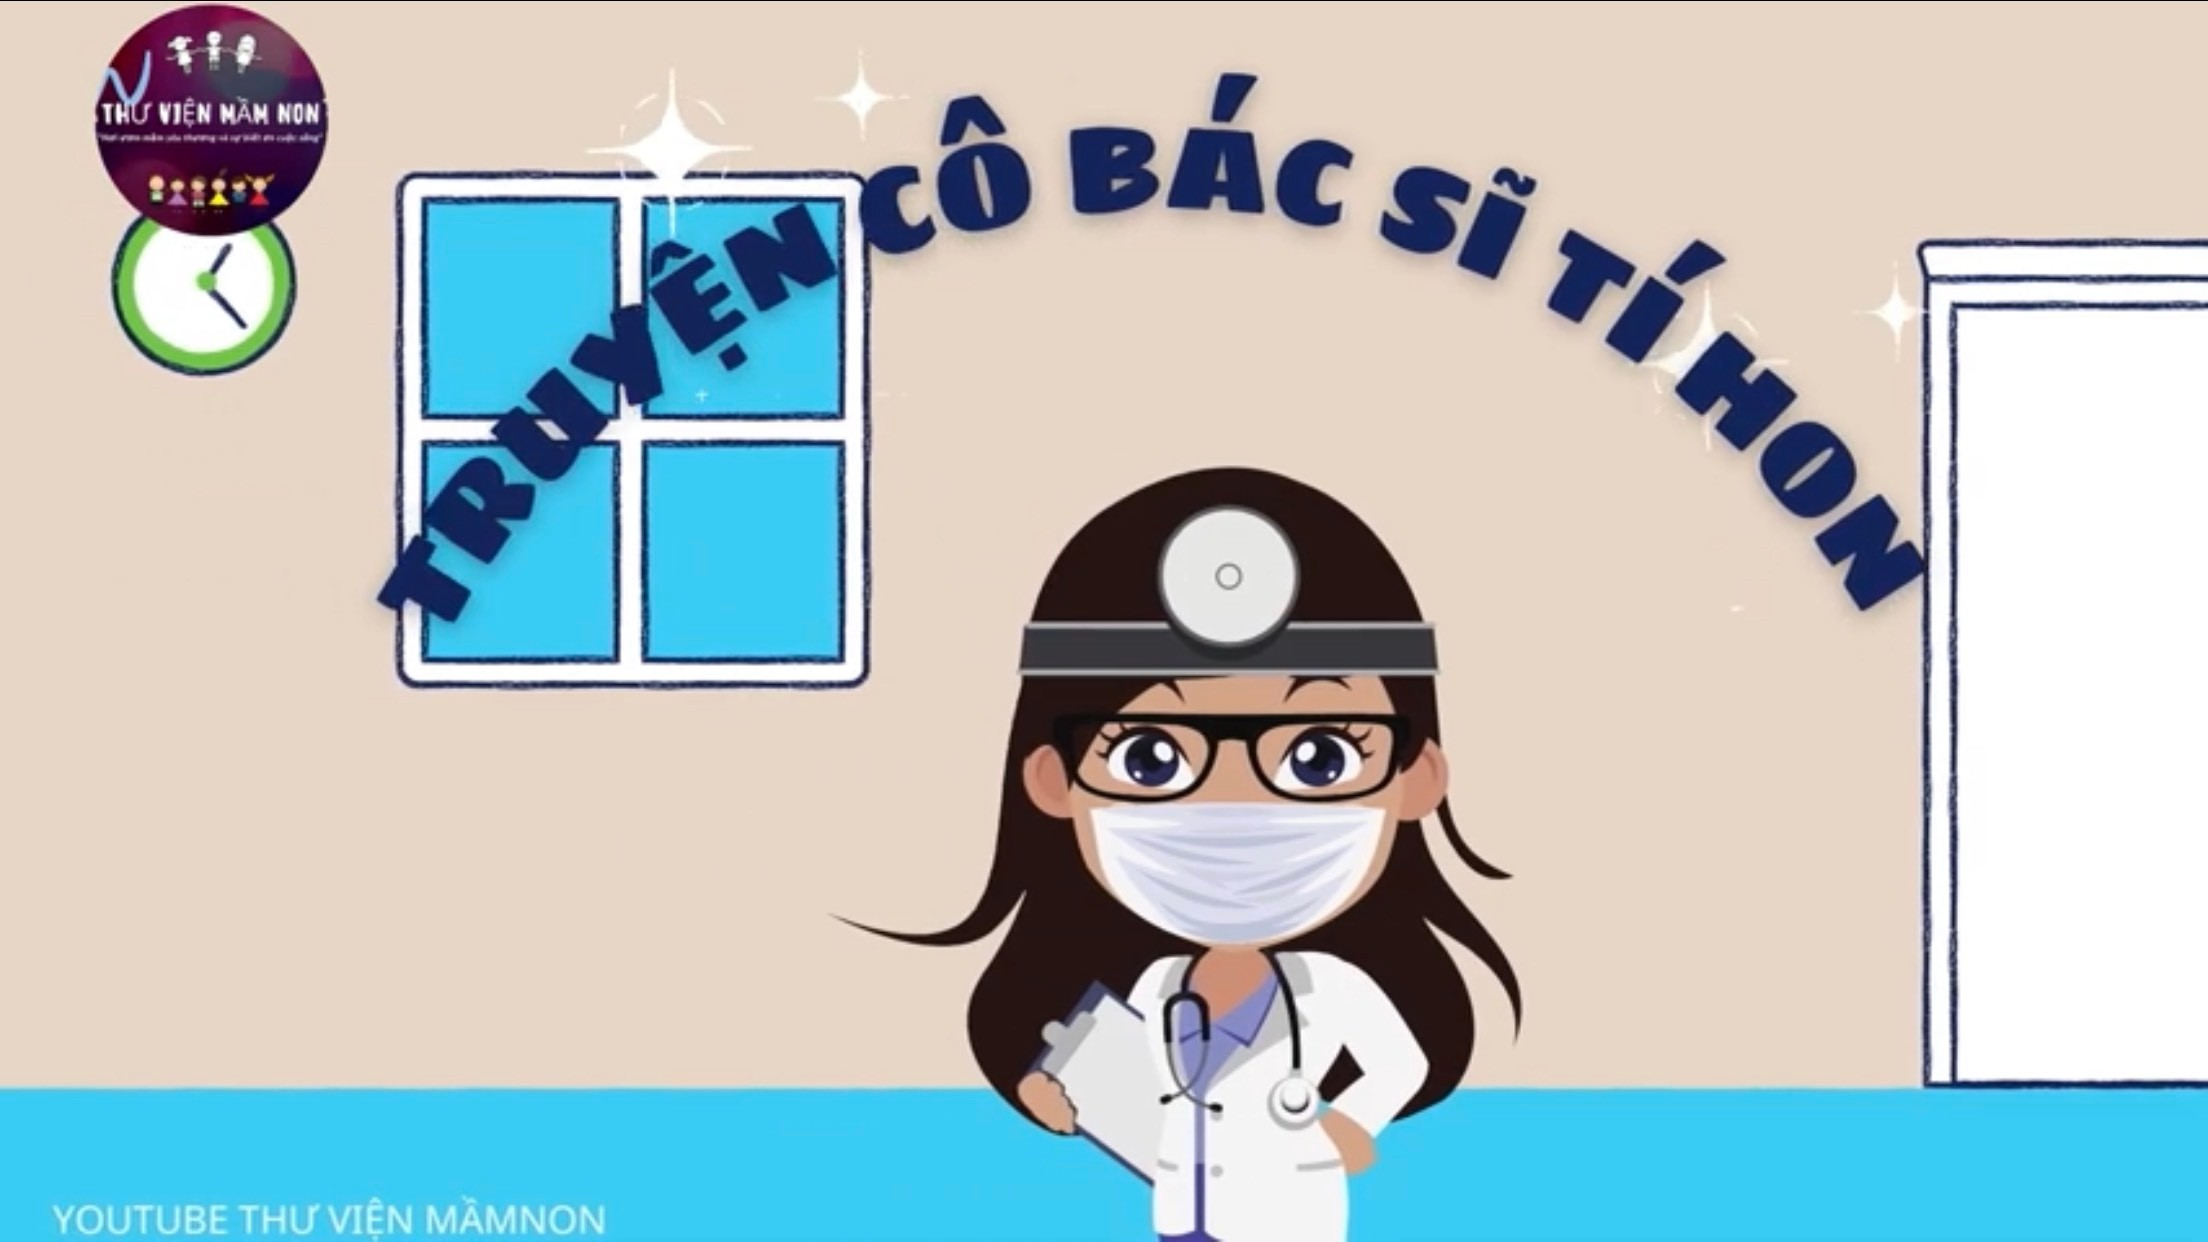 THƯ VIỆN MẦM NON
TRUYỆN CÔ BÁC SĨ TÍ HON
YOUTUBE THƯ VIỆN MẦMNON